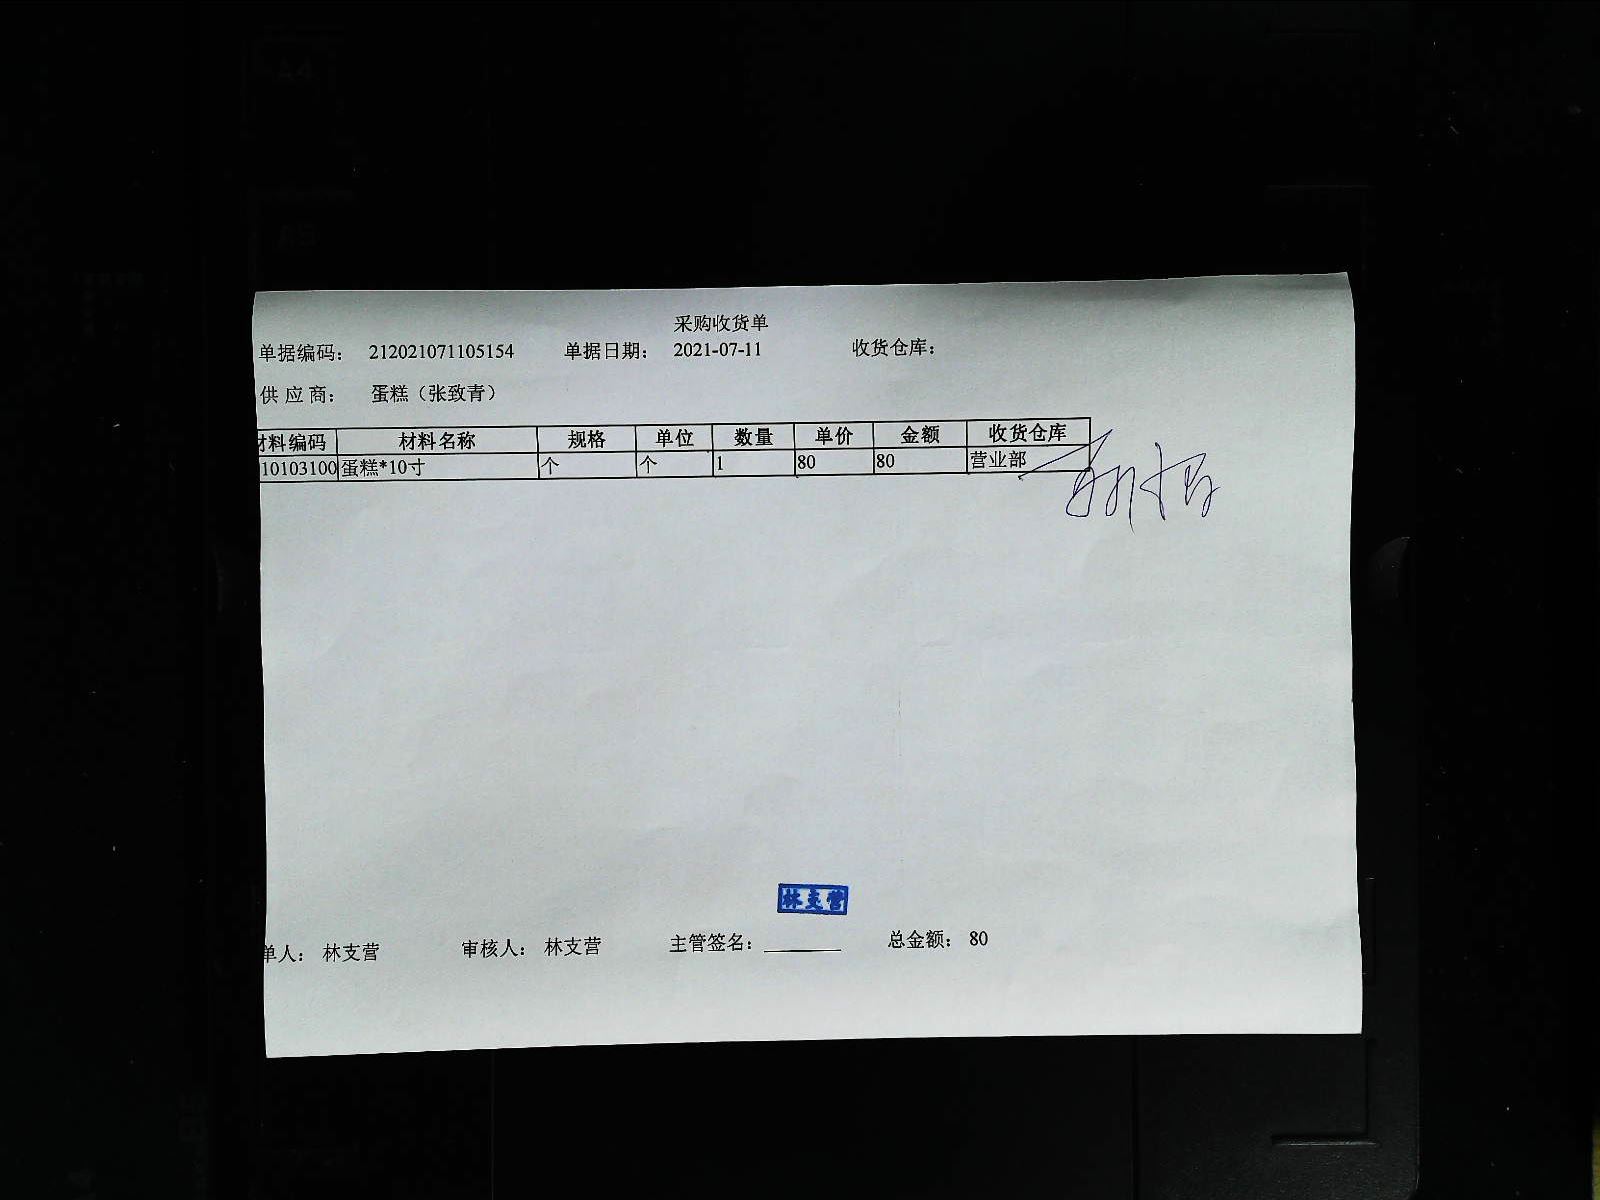 采购收货单
单据编码： 212021071105154 单据日期： 2021-07-11 收货仓库：
供 应 商： 蛋糕（张致青）
材料编码 材料名称 规格 单位 数量 单价 金额 收货仓库
10103100 蛋糕*10寸 个 个 1 80 80 营业部
林支营
单人： 林支营 审核人： 林支营 主管签名： 总金额： 80